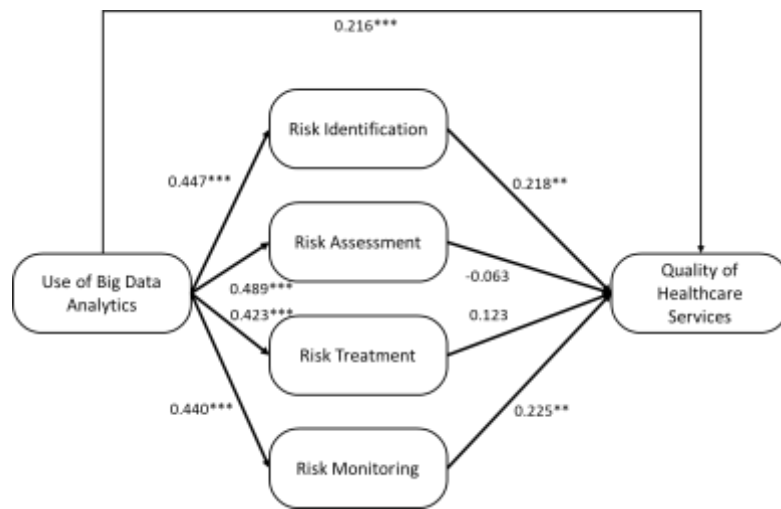 0.216***
Risk Identification
0.447***
0.218**
Risk Assessment
Use of Big Data
Analytics
0.489***
-0.063
Quality of
Healthcare
Services
0.423***
0.123
Risk Treatment
0.440***
0.225**
Risk Monitoring